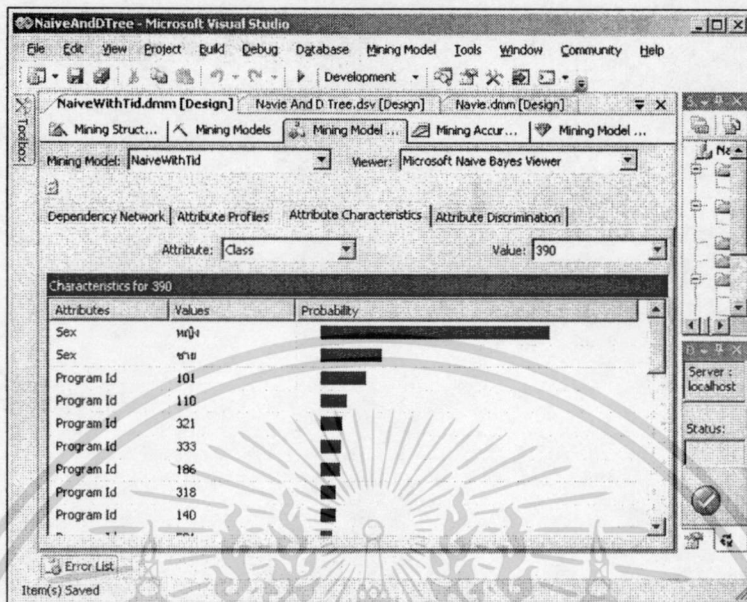 NaiveAndDTree - Microsoft Visual Studio
File Edit View Project Build Debug Database Mining Model Tools Window Community Help
Development
NaiveWithTid.dmm [Design] Navie And D Tree.dsv [Design] Navie.dmm [Design]
Toolbox
Mining Struct... Mining Models Mining Model ... Mining Accur... Mining Model ...
Mining Model: NaiveWithTid Viewer: Microsoft Naive Bayes Viewer
Dependency Network Attribute Profiles Attribute Characteristics Attribute Discrimination
Attribute: Class Value: 390
Characteristics for 390
Attributes Values Probability
Sex หญิง
Sex ชาย
Program Id 101
Program Id 110
Program Id 321
Program Id 333
Program Id 186
Program Id 318
Program Id 140
Server :
localhost
Status:
Error List
Item(s) Saved